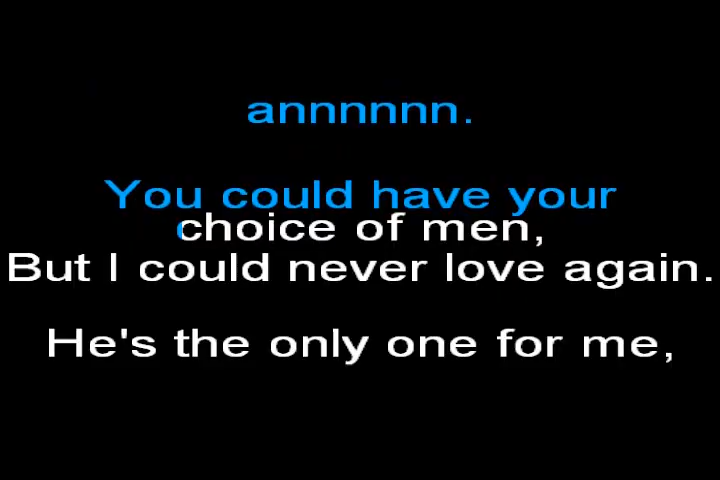 annnnnn.
You could have your
choice of men,
But I could never love again.
He's the only one for me,